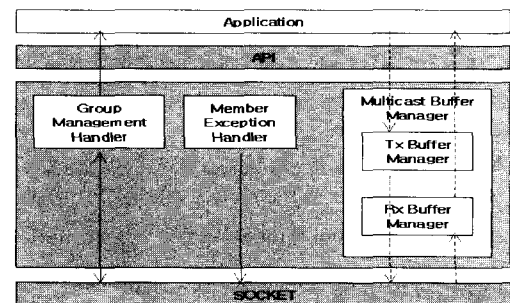 Application
API
Group
Management
Handler
Member
Exception
Handler
Multicast Buffer
Manager
Tx Buffer
Manager
Rx Buffer
Manager
SOCKET